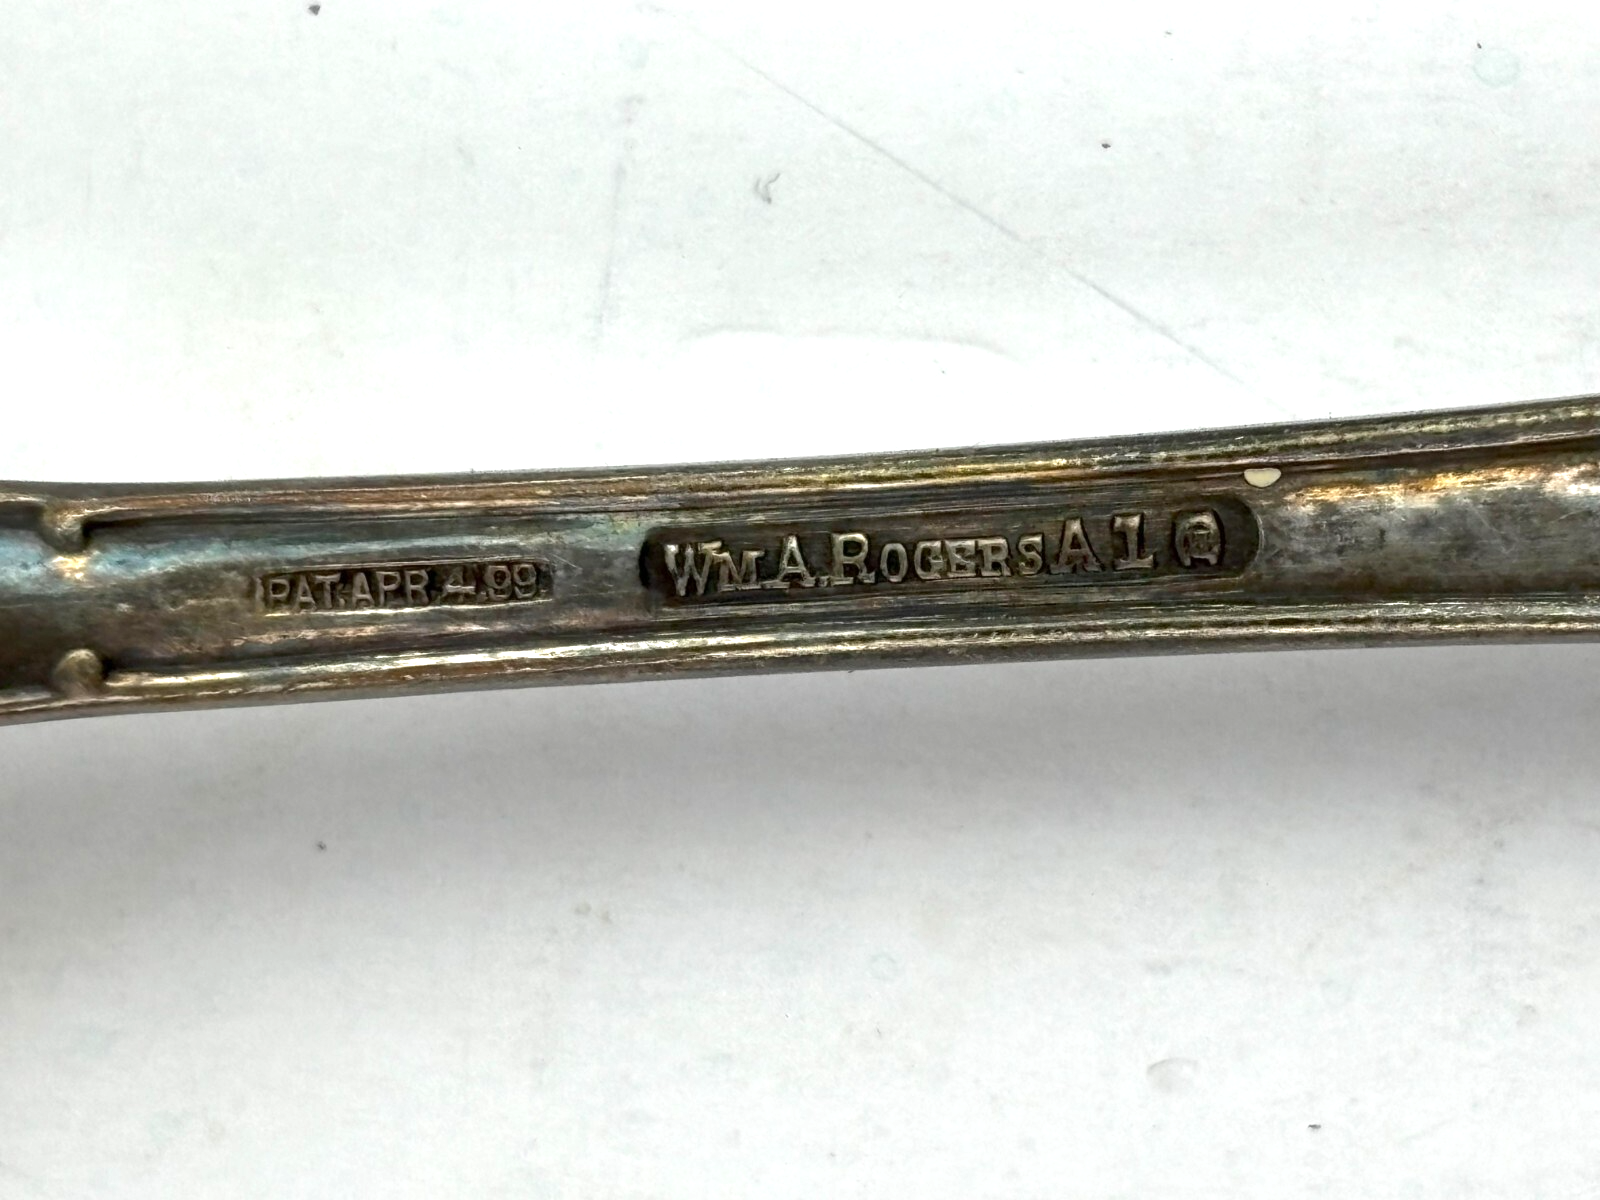 PAT. APR. 4. 99.
WM A. ROGERS A1